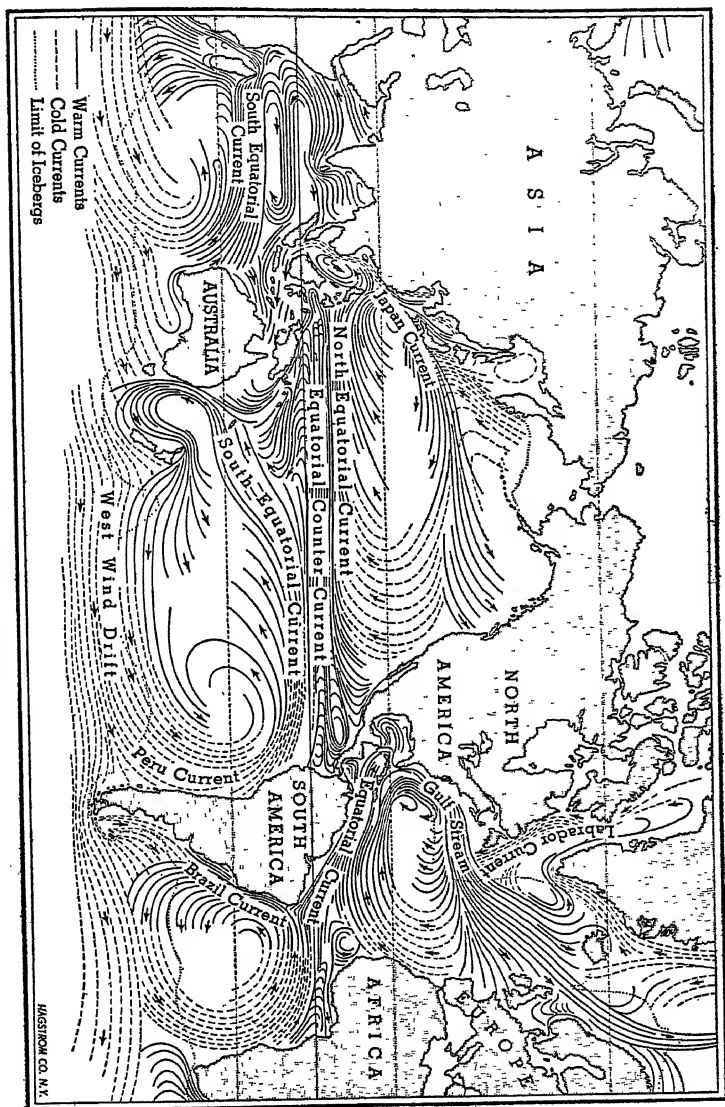 ASIA
NORTH
AMERICA
Labrador Current
Gulf Stream
EUROPE
AFRICA
Japan Current
North Equatorial Current
Equatorial Counter Current
South Equatorial Current
Equatorial Current
SOUTH
AMERICA
South Equatorial
Current
AUSTRALIA
Peru Current
Brazil Current
West Wind Drift
Warm Currents
Cold Currents
Limit of Icebergs
HAGSTROM CO. N.Y.